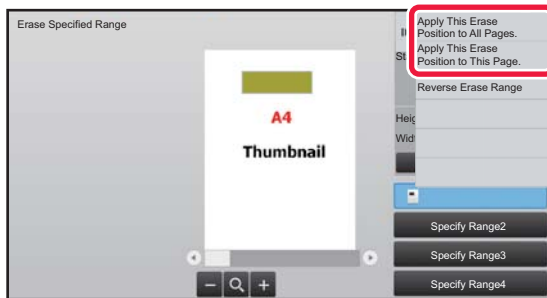 Erase Specified Range
A4
Thumbnail
Apply This Erase
Position to All Pages.
Apply This Erase
Position to This Page.
Reverse Erase Range
Specify Range2
Specify Range3
Specify Range4